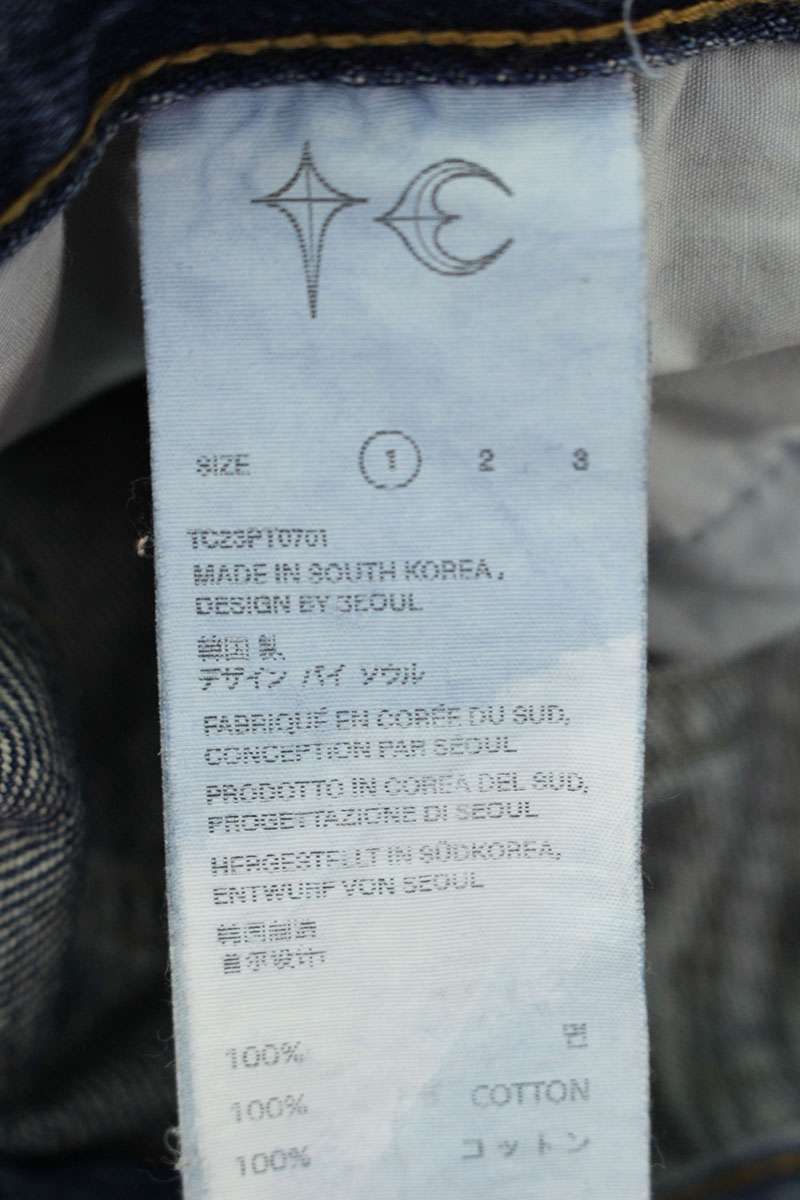 SIZE 1 2 3
TC23PT0701
MADE IN SOUTH KOREA,
DESIGN BY SEOUL
韓国 製、
デザイン バイ ソウル
FABRIQUÉ EN CORÉE DU SUD,
CONCEPTION PAR SÉOUL
PRODOTTO IN COREA DEL SUD,
PROGETTAZIONE DI SEOUL
HERGESTELLT IN SÜDKOREA,
ENTWURF VON SEOUL
韩国制造
首尔设计
100% 면
100% COTTON
100% コットン